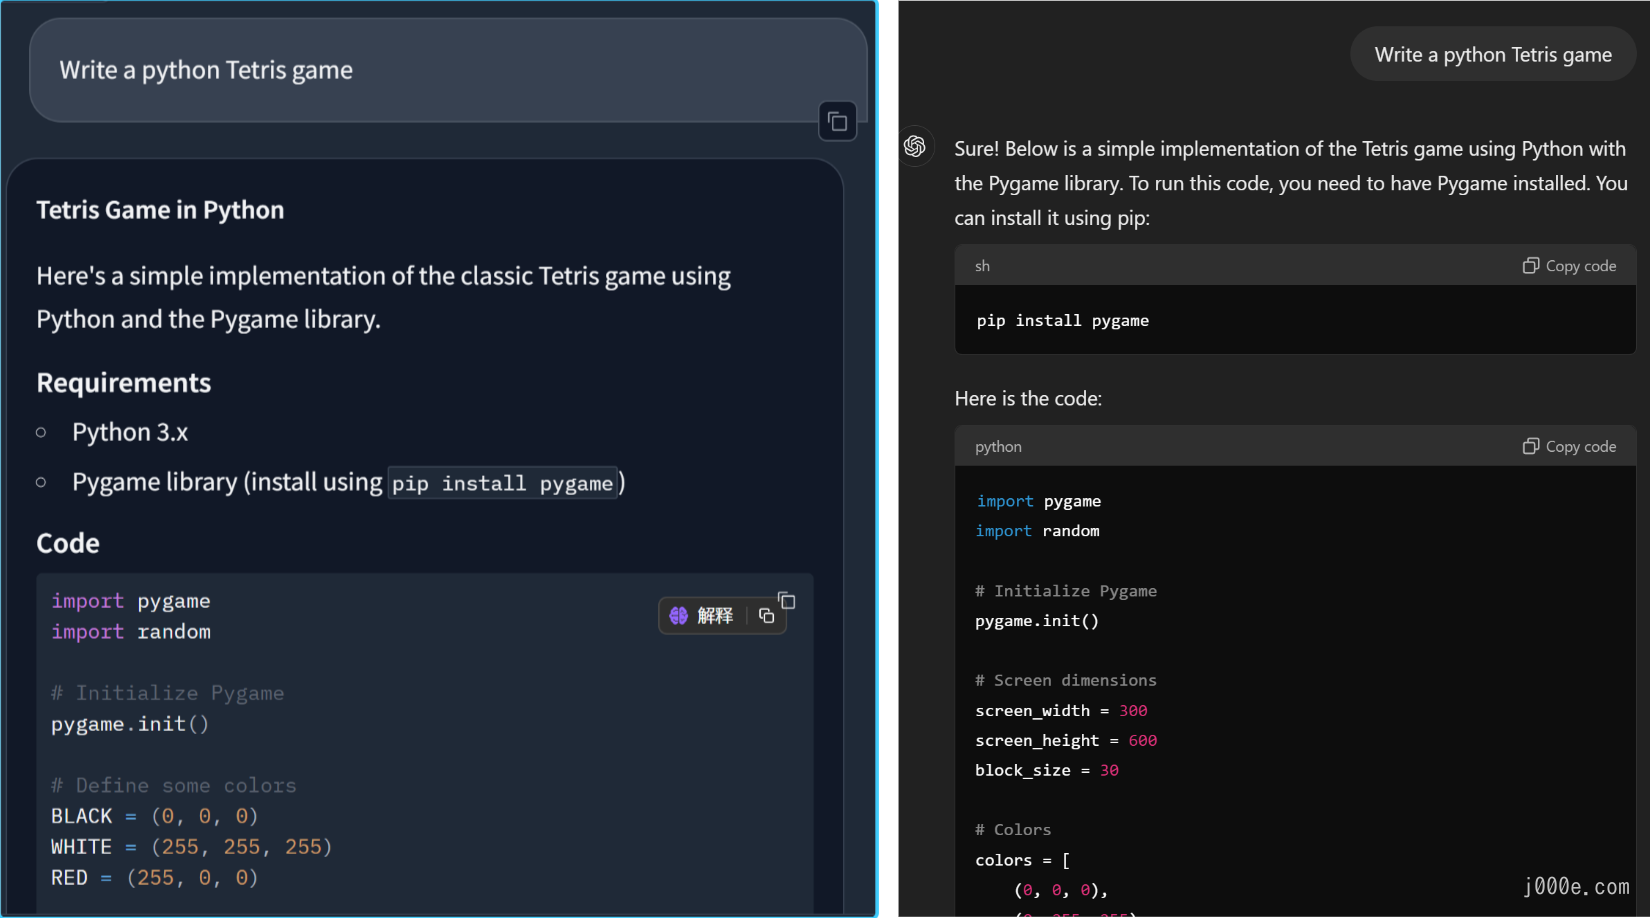 Write a python Tetris game
Tetris Game in Python
Here's a simple implementation of the classic Tetris game using
Python and the Pygame library.
Requirements
Python 3.x
Pygame library (install using pip install pygame)
Code
解释
import pygame
import random
# Initialize Pygame
pygame.init()
# Define some colors
BLACK = (0, 0, 0)
WHITE = (255, 255, 255)
RED = (255, 0, 0)
Write a python Tetris game
Sure! Below is a simple implementation of the Tetris game using Python with
the Pygame library. To run this code, you need to have Pygame installed. You
can install it using pip:
sh Copy code
pip install pygame
Here is the code:
python Copy code
import pygame
import random
# Initialize Pygame
pygame.init()
# Screen dimensions
screen_width = 300
screen_height = 600
block_size = 30
# Colors
colors = [
(0, 0, 0),
(0, 255, 255)
j000e.com